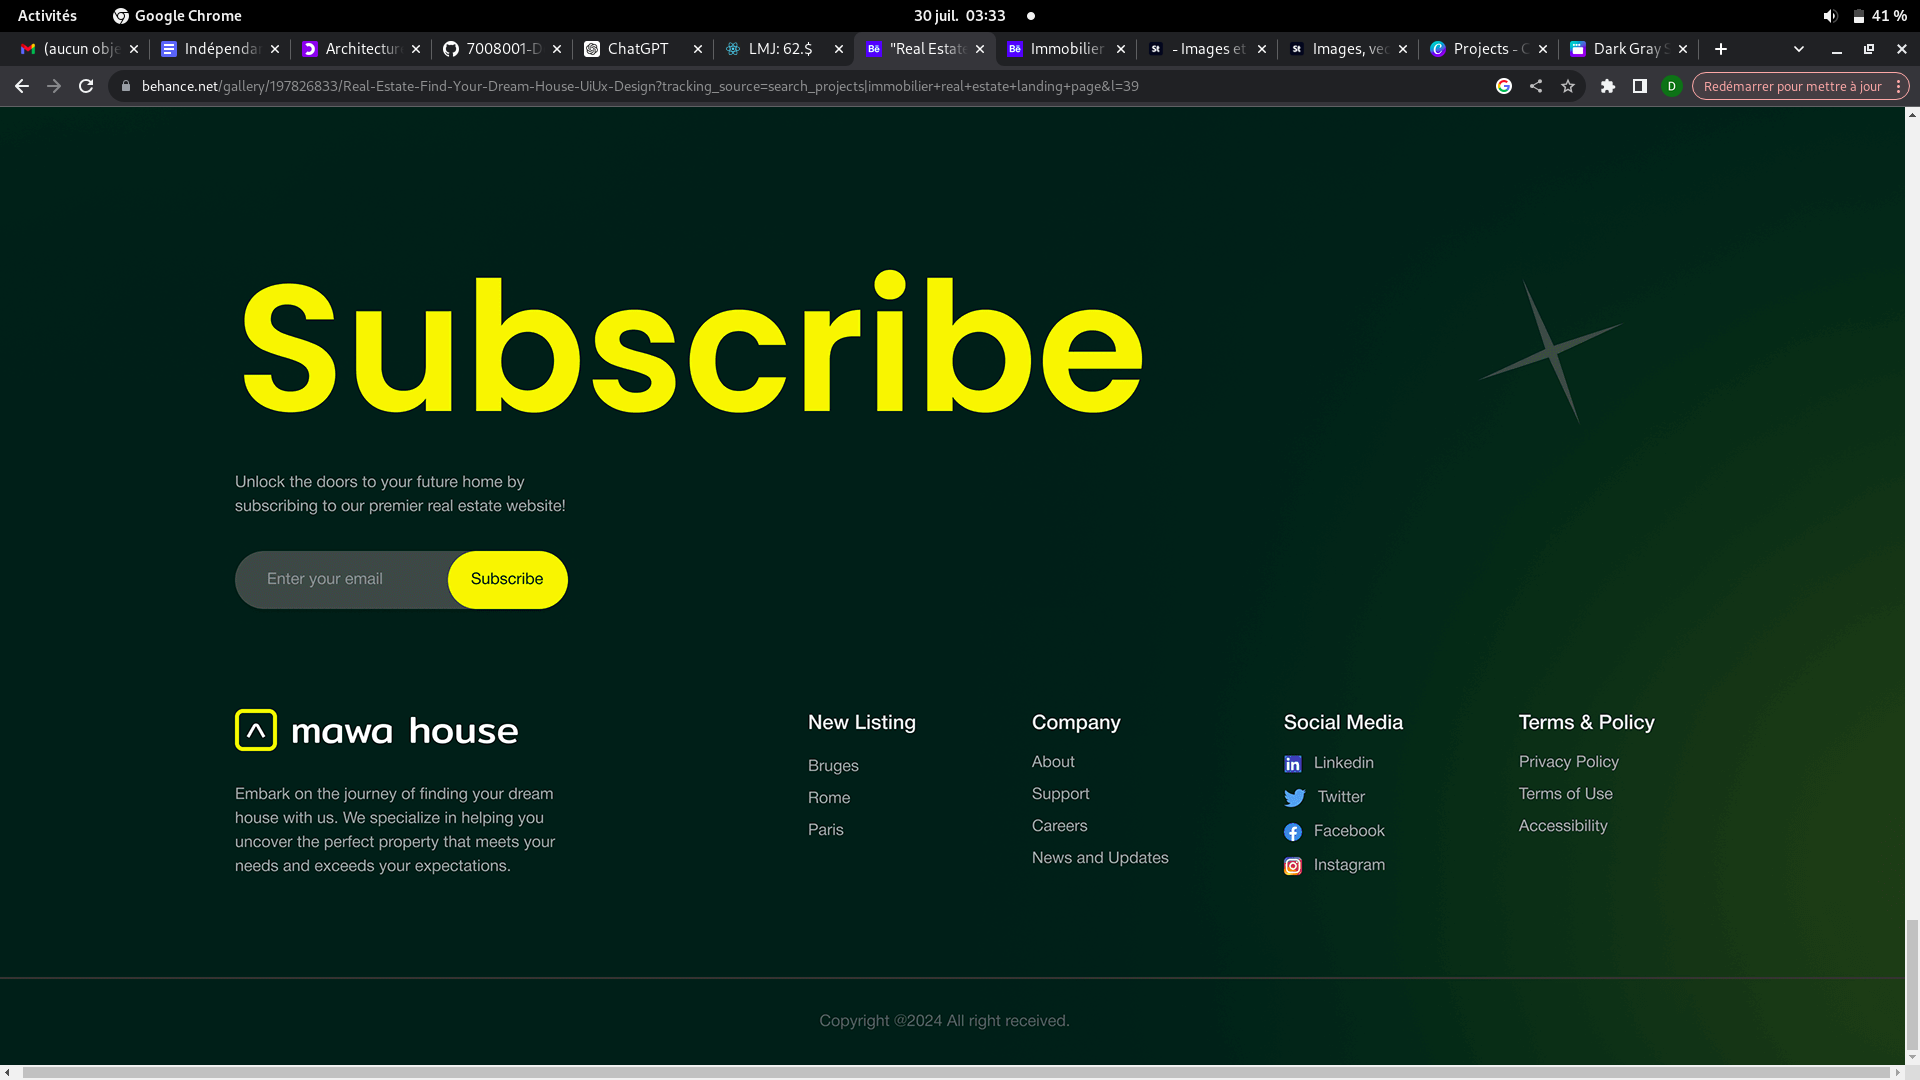 Activités
Google Chrome
30 juil. 03:33
41 %
(aucun obje
Indépenda
Architecture
7008001-D
ChatGPT
LMJ: 62.$
"Real Estate
Immobilier
- Images et
Images, vec
Projects - C
Dark Gray S
behance.net/gallery/197826833/Real-Estate-Find-Your-Dream-House-UiUx-Design?tracking_source=search_projects|immobilier+real+estate+landing+page&l=39
D
Redémarrer pour mettre à jour
Subscribe
Unlock the doors to your future home by
subscribing to our premier real estate website!
Enter your email
Subscribe
mawa house
Embark on the journey of finding your dream
house with us. We specialize in helping you
uncover the perfect property that meets your
needs and exceeds your expectations.
New Listing
Bruges
Rome
Paris
Company
About
Support
Careers
News and Updates
Social Media
Linkedin
Twitter
Facebook
Instagram
Terms & Policy
Privacy Policy
Terms of Use
Accessibility
Copyright @2024 All right received.